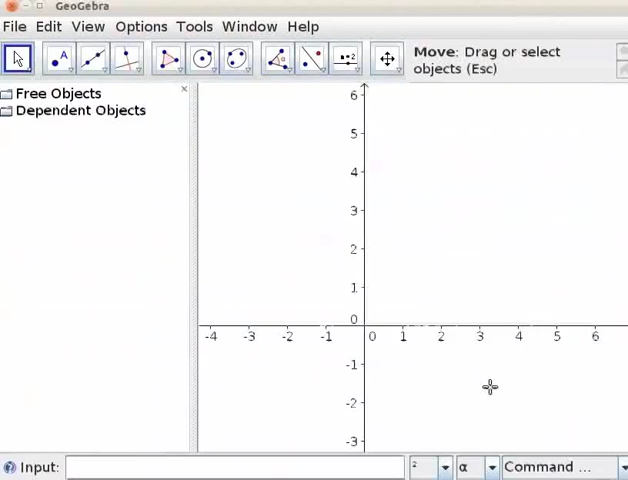 GeoGebra
File Edit View Options Tools Window Help
A
α
a=2
Move: Drag or select
objects (Esc)
Free Objects
Dependent Objects
6
5
4
3
2
1
0
-4 -3 -2 -1 0 1 2 3 4 5 6
-1
-2
-3
Input: 2 α Command ...